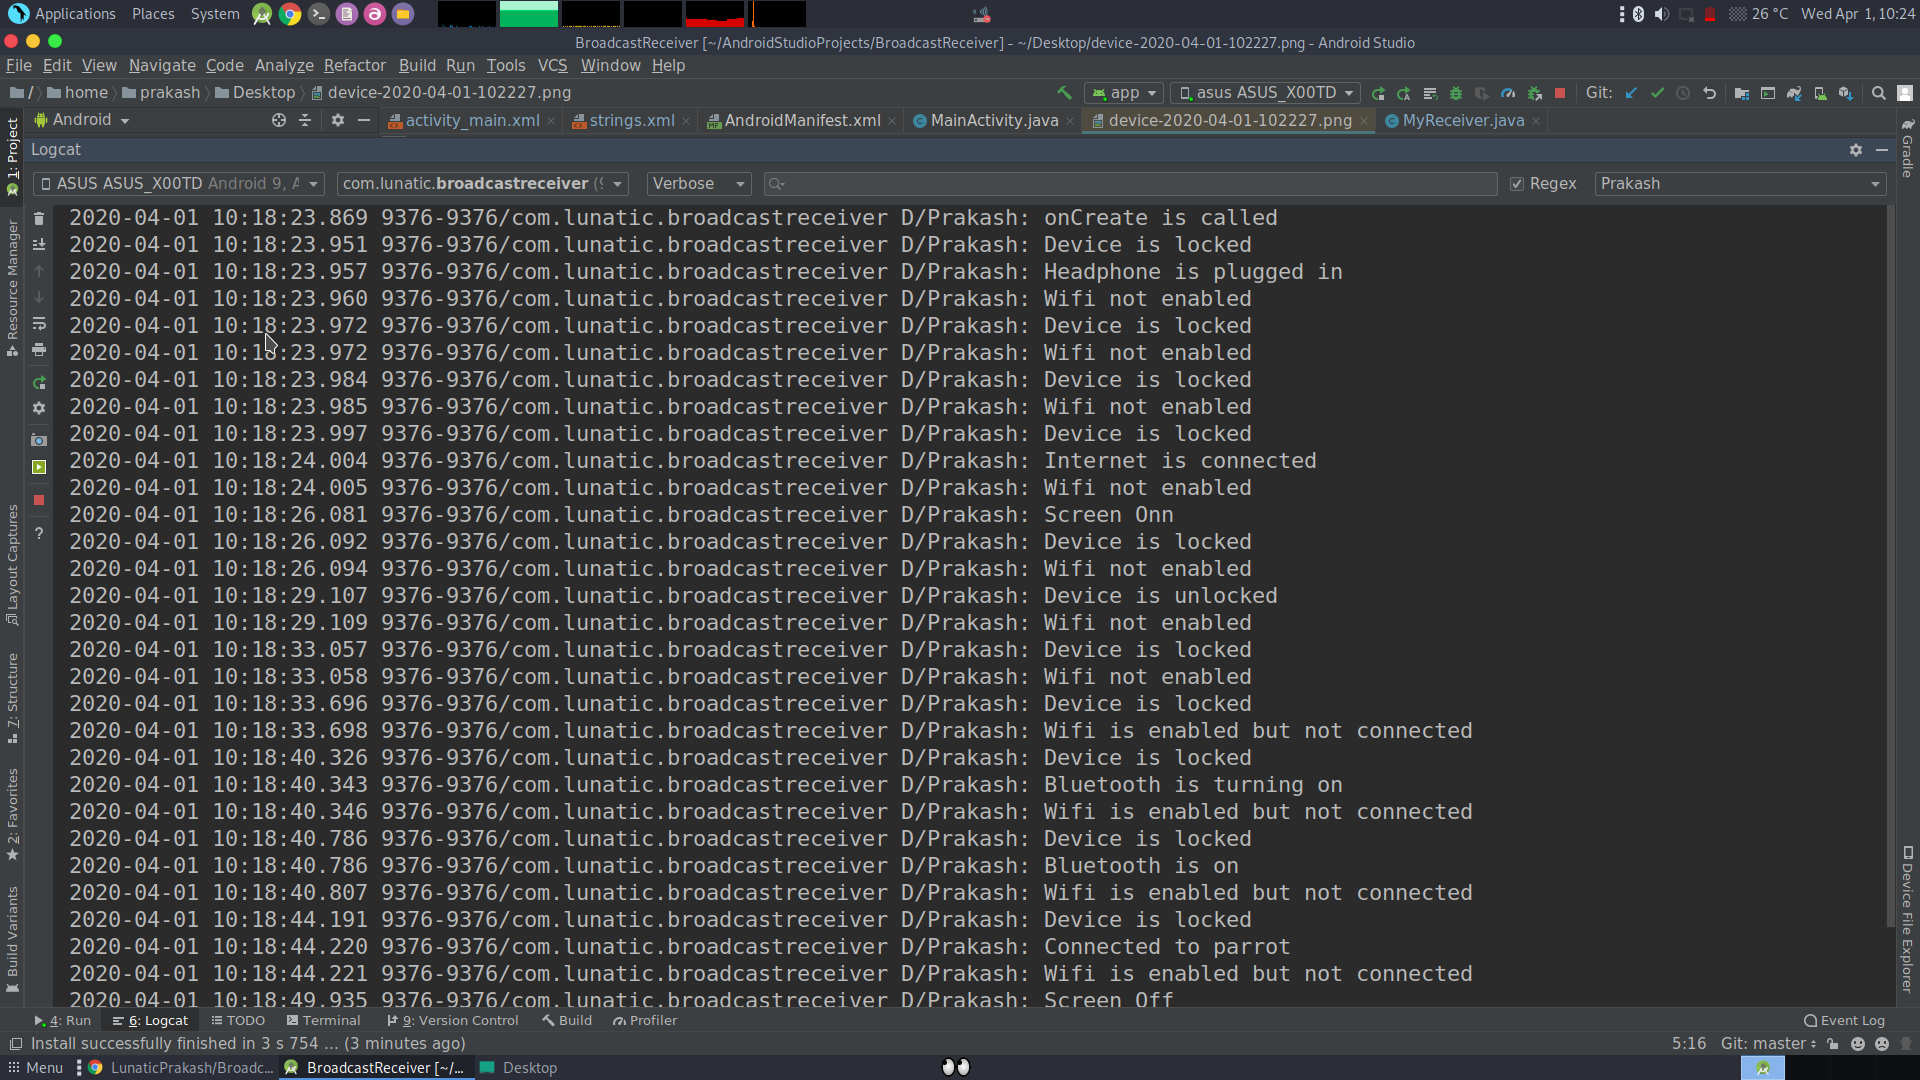 Applications Places System 26 °C Wed Apr 1, 10:24
BroadcastReceiver [~/AndroidStudioProjects/BroadcastReceiver] - ~/Desktop/device-2020-04-01-102227.png - Android Studio
File Edit View Navigate Code Analyze Refactor Build Run Tools VCS Window Help
/ home prakash Desktop device-2020-04-01-102227.png app asus ASUS_X00TD Git:
Android activity_main.xml strings.xml AndroidManifest.xml MainActivity.java device-2020-04-01-102227.png MyReceiver.java
Logcat
ASUS ASUS_X00TD Android 9, A com.lunatic.broadcastreceiver (9 Verbose Regex Prakash
2020-04-01 10:18:23.869 9376-9376/com.lunatic.broadcastreceiver D/Prakash: onCreate is called
2020-04-01 10:18:23.951 9376-9376/com.lunatic.broadcastreceiver D/Prakash: Device is locked
2020-04-01 10:18:23.957 9376-9376/com.lunatic.broadcastreceiver D/Prakash: Headphone is plugged in
2020-04-01 10:18:23.960 9376-9376/com.lunatic.broadcastreceiver D/Prakash: Wifi not enabled
2020-04-01 10:18:23.972 9376-9376/com.lunatic.broadcastreceiver D/Prakash: Device is locked
2020-04-01 10:18:23.972 9376-9376/com.lunatic.broadcastreceiver D/Prakash: Wifi not enabled
2020-04-01 10:18:23.984 9376-9376/com.lunatic.broadcastreceiver D/Prakash: Device is locked
2020-04-01 10:18:23.985 9376-9376/com.lunatic.broadcastreceiver D/Prakash: Wifi not enabled
2020-04-01 10:18:23.997 9376-9376/com.lunatic.broadcastreceiver D/Prakash: Device is locked
2020-04-01 10:18:24.004 9376-9376/com.lunatic.broadcastreceiver D/Prakash: Internet is connected
2020-04-01 10:18:24.005 9376-9376/com.lunatic.broadcastreceiver D/Prakash: Wifi not enabled
2020-04-01 10:18:26.081 9376-9376/com.lunatic.broadcastreceiver D/Prakash: Screen Onn
2020-04-01 10:18:26.092 9376-9376/com.lunatic.broadcastreceiver D/Prakash: Device is locked
2020-04-01 10:18:26.094 9376-9376/com.lunatic.broadcastreceiver D/Prakash: Wifi not enabled
2020-04-01 10:18:29.107 9376-9376/com.lunatic.broadcastreceiver D/Prakash: Device is unlocked
2020-04-01 10:18:29.109 9376-9376/com.lunatic.broadcastreceiver D/Prakash: Wifi not enabled
2020-04-01 10:18:33.057 9376-9376/com.lunatic.broadcastreceiver D/Prakash: Device is locked
2020-04-01 10:18:33.058 9376-9376/com.lunatic.broadcastreceiver D/Prakash: Wifi not enabled
2020-04-01 10:18:33.696 9376-9376/com.lunatic.broadcastreceiver D/Prakash: Device is locked
2020-04-01 10:18:33.698 9376-9376/com.lunatic.broadcastreceiver D/Prakash: Wifi is enabled but not connected
2020-04-01 10:18:40.326 9376-9376/com.lunatic.broadcastreceiver D/Prakash: Device is locked
2020-04-01 10:18:40.343 9376-9376/com.lunatic.broadcastreceiver D/Prakash: Bluetooth is turning on
2020-04-01 10:18:40.346 9376-9376/com.lunatic.broadcastreceiver D/Prakash: Wifi is enabled but not connected
2020-04-01 10:18:40.786 9376-9376/com.lunatic.broadcastreceiver D/Prakash: Device is locked
2020-04-01 10:18:40.786 9376-9376/com.lunatic.broadcastreceiver D/Prakash: Bluetooth is on
2020-04-01 10:18:40.807 9376-9376/com.lunatic.broadcastreceiver D/Prakash: Wifi is enabled but not connected
2020-04-01 10:18:44.191 9376-9376/com.lunatic.broadcastreceiver D/Prakash: Device is locked
2020-04-01 10:18:44.220 9376-9376/com.lunatic.broadcastreceiver D/Prakash: Connected to parrot
2020-04-01 10:18:44.221 9376-9376/com.lunatic.broadcastreceiver D/Prakash: Wifi is enabled but not connected
2020-04-01 10:18:49.935 9376-9376/com.lunatic.broadcastreceiver D/Prakash: Screen Off
1: Project
Resource Manager
Layout Captures
7: Structure
2: Favorites
Build Variants
Gradle
Device File Explorer
4: Run 6: Logcat TODO Terminal 9: Version Control Build Profiler Event Log
Install successfully finished in 3 s 754 ... (3 minutes ago) 5:16 Git: master
Menu LunaticPrakash/Broadc... BroadcastReceiver [~/... Desktop